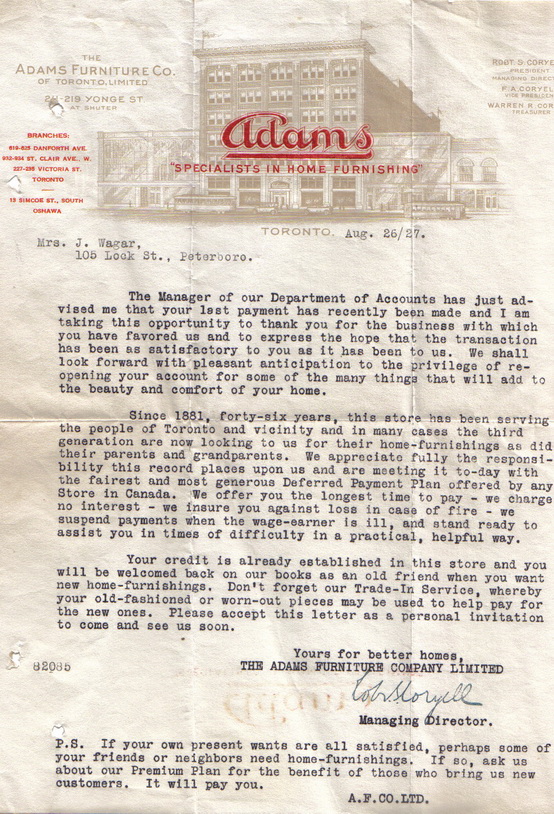 THE
ADAMS FURNITURE CO.
OF TORONTO, LIMITED
211-219 YONGE ST
AT SHUTER
BRANCHES:
619-625 DANFORTH AVE.
932-934 ST. CLAIR AVE., W.
227-235 VICTORIA ST.
TORONTO
13 SIMCOE ST., SOUTH
OSHAWA
Adams
"SPECIALISTS IN HOME FURNISHING"
ROBT. S. CORYE
PRESIDENT
MANAGING DIREC
F. A. CORYEL
VICE PRESIDEN
WARREN K. COR
TREASURER
TORONTO, Aug. 26/27.
Mrs. J. Wagar,
105 Lock St., Peterboro.
The Manager of our Department of Accounts has just ad-
vised me that your last payment has recently been made and I am
taking this opportunity to thank you for the business with which
you have favored us and to express the hope that the transaction
has been as satisfactory to you as it has been to us. We shall
look forward with pleasant anticipation to the privilege of re-
opening your account for some of the many things that will add to
the beauty and comfort of your home.
Since 1881, forty-six years, this store has been serving
the people of Toronto and vicinity and in many cases the third
generation are now looking to us for their home-furnishings as did
their parents and grandparents. We appreciate fully the responsi-
bility this record places upon us and are meeting it to-day with
the fairest and most generous Deferred Payment Plan offered by any
Store in Canada. We offer you the longest time to pay - we charge
no interest - we insure you against loss in case of fire - we
suspend payments when the wage-earner is ill, and stand ready to
assist you in times of difficulty in a practical, helpful way.
Your credit is already established in this store and you
will be welcomed back on our books as an old friend when you want
new home-furnishings. Don't forget our Trade-In Service, whereby
your old-fashioned or worn-out pieces may be used to help pay for
the new ones. Please accept this letter as a personal invitation
to come and see us soon.
Yours for better homes,
82085 THE ADAMS FURNITURE COMPANY LIMITED
Managing Director.
P.S. If your own present wants are all satisfied, perhaps some of
your friends or neighbors need home-furnishings. If so, ask us
about our Premium Plan for the benefit of those who bring us new
customers. It will pay you.
A.F.CO.LTD.